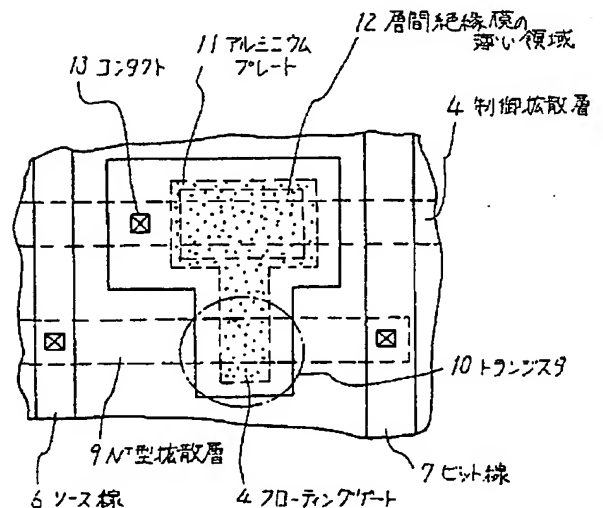 12 層間絶縁膜の
薄い領域
11 アルミニウム
プレート
13 コンタクト
4 制御拡散層
10 トランジスタ
9 N⁺型拡散層
7 ビット線
6 ソース線
4 フローティングゲート